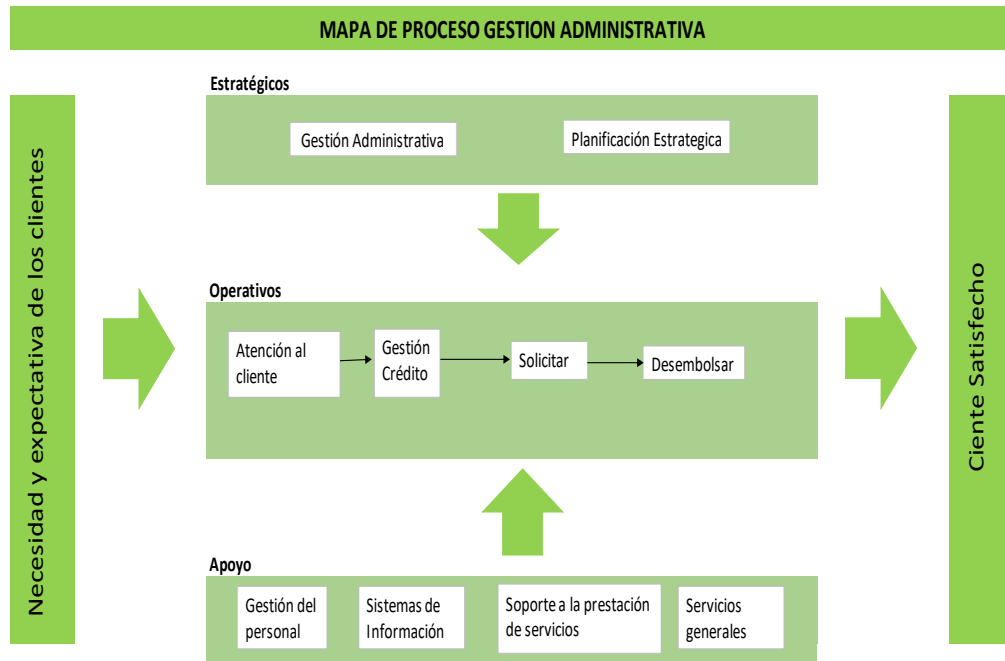 MAPA DE PROCESO GESTION ADMINISTRATIVA
Necesidad y expectativa de los clientes
Estratégicos
Gestión Administrativa
Planificación Estrategica
Operativos
Atención al
cliente
Gestión
Crédito
Solicitar
Desembolsar
Apoyo
Gestión del
personal
Sistemas de
Información
Soporte a la prestación
de servicios
Servicios
generales
Ciente Satisfecho